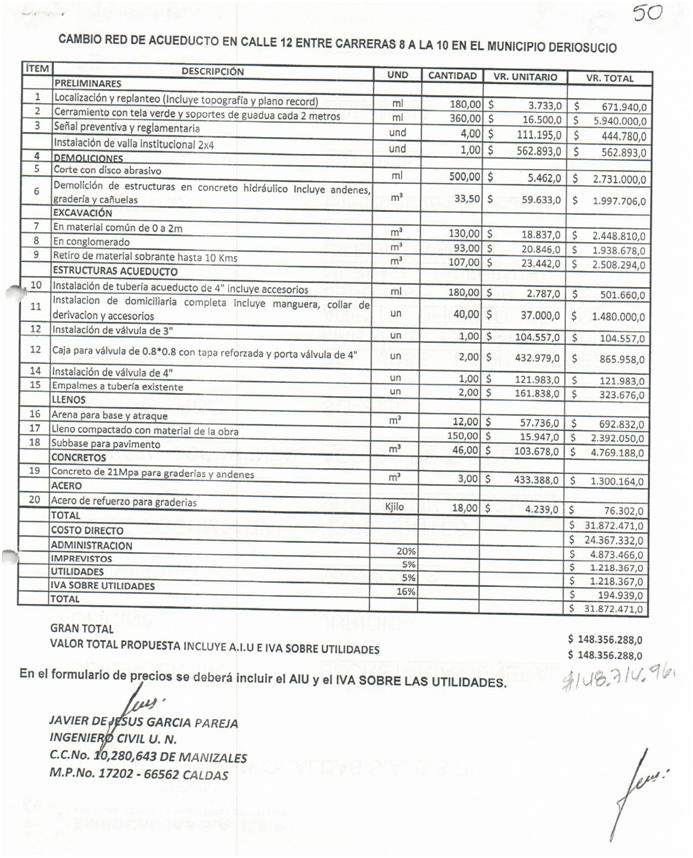 50
CAMBIO RED DE ACUEDUCTO EN CALLE 12 ENTRE CARRERAS 8 A LA 10 EN EL MUNICIPIO DERIOSUCIO
ÍTEM DESCRIPCIÓN UND CANTIDAD VR. UNITARIO VR. TOTAL
PRELIMINARES
1 Localización y replanteo (Incluye topografía y plano record) ml 180,00 $ 3.733,0 $ 671.940,0
2 Cerramiento con tela verde y soportes de guadua cada 2 metros ml 360,00 $ 16.500,0 $ 5.940.000,0
3 Señal preventiva y reglamentaria und 4,00 $ 111.195,0 $ 444.780,0
Instalación de valla institucional 2x4 und 1,00 $ 562.893,0 $ 562.893,0
4 DEMOLICIONES
5 Corte con disco abrasivo ml 500,00 $ 5.462,0 $ 2.731.000,0
6 Demolición de estructuras en concreto hidráulico Incluye andenes, gradería y cañuelas m³ 33,50 $ 59.633,0 $ 1.997.706,0
EXCAVACIÓN
7 En material común de 0 a 2m m³ 130,00 $ 18.837,0 $ 2.448.810,0
8 En conglomerado m³ 93,00 $ 20.846,0 $ 1.938.678,0
9 Retiro de material sobrante hasta 10 Kms m³ 107,00 $ 23.442,0 $ 2.508.294,0
ESTRUCTURAS ACUEDUCTO
10 Instalación de tubería acueducto de 4" incluye accesorios ml 180,00 $ 2.787,0 $ 501.660,0
11 Instalacion de domiciliaria completa incluye manguera, collar de derivacion y accesorios un 40,00 $ 37.000,0 $ 1.480.000,0
12 Instalación de válvula de 3" un 1,00 $ 104.557,0 $ 104.557,0
12 Caja para válvula de 0.8*0.8 con tapa reforzada y porta válvula de 4" un 2,00 $ 432.979,0 $ 865.958,0
14 Instalación de válvula de 4" un 1,00 $ 121.983,0 $ 121.983,0
15 Empalmes a tubería existente un 2,00 $ 161.838,0 $ 323.676,0
LLENOS
16 Arena para base y atraque m³ 12,00 $ 57.736,0 $ 692.832,0
17 Lleno compactado con material de la obra 150,00 $ 15.947,0 $ 2.392.050,0
18 Subbase para pavimento m³ 46,00 $ 103.678,0 $ 4.769.188,0
CONCRETOS
19 Concreto de 21Mpa para graderías y andenes m³ 3,00 $ 433.388,0 $ 1.300.164,0
ACERO
20 Acero de refuerzo para graderias Kjilo 18,00 $ 4.239,0 $ 76.302,0
TOTAL $ 31.872.471,0
COSTO DIRECTO $ 24.367.332,0
ADMINISTRACION 20% $ 4.873.466,0
IMPREVISTOS 5% $ 1.218.367,0
UTILIDADES 5% $ 1.218.367,0
IVA SOBRE UTILIDADES 16% $ 194.939,0
TOTAL $ 31.872.471,0
GRAN TOTAL $ 148.356.288,0
VALOR TOTAL PROPUESTA INCLUYE A.I.U E IVA SOBRE UTILIDADES $ 148.356.288,0
En el formulario de precios se deberá incluir el AIU y el IVA SOBRE LAS UTILIDADES.
$148.714.96
JAVIER DE JESUS GARCIA PAREJA
INGENIERO CIVIL U. N.
C.C.No. 10,280,643 DE MANIZALES
M.P.No. 17202 - 66562 CALDAS